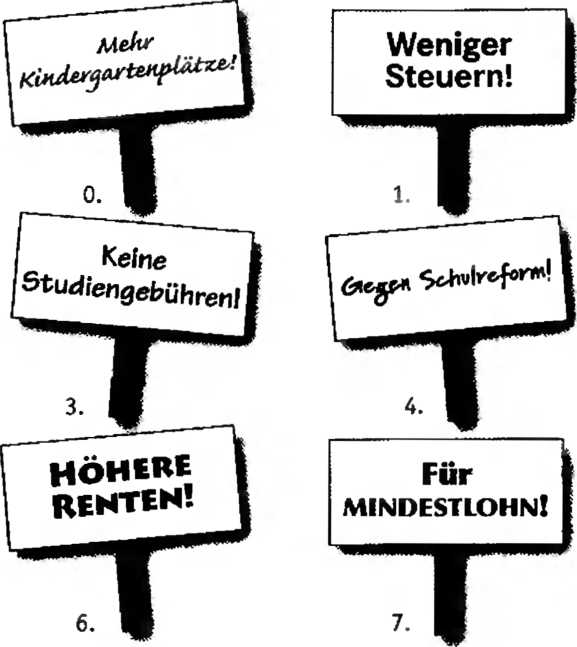 Mehr
Kindergartenplätze!
0.
Weniger
Steuern!
1.
Keine
Studiengebühren!
3.
Gegen Schulreform!
4.
HÖHERE
RENTEN!
6.
Für
MINDESTLOHN!
7.